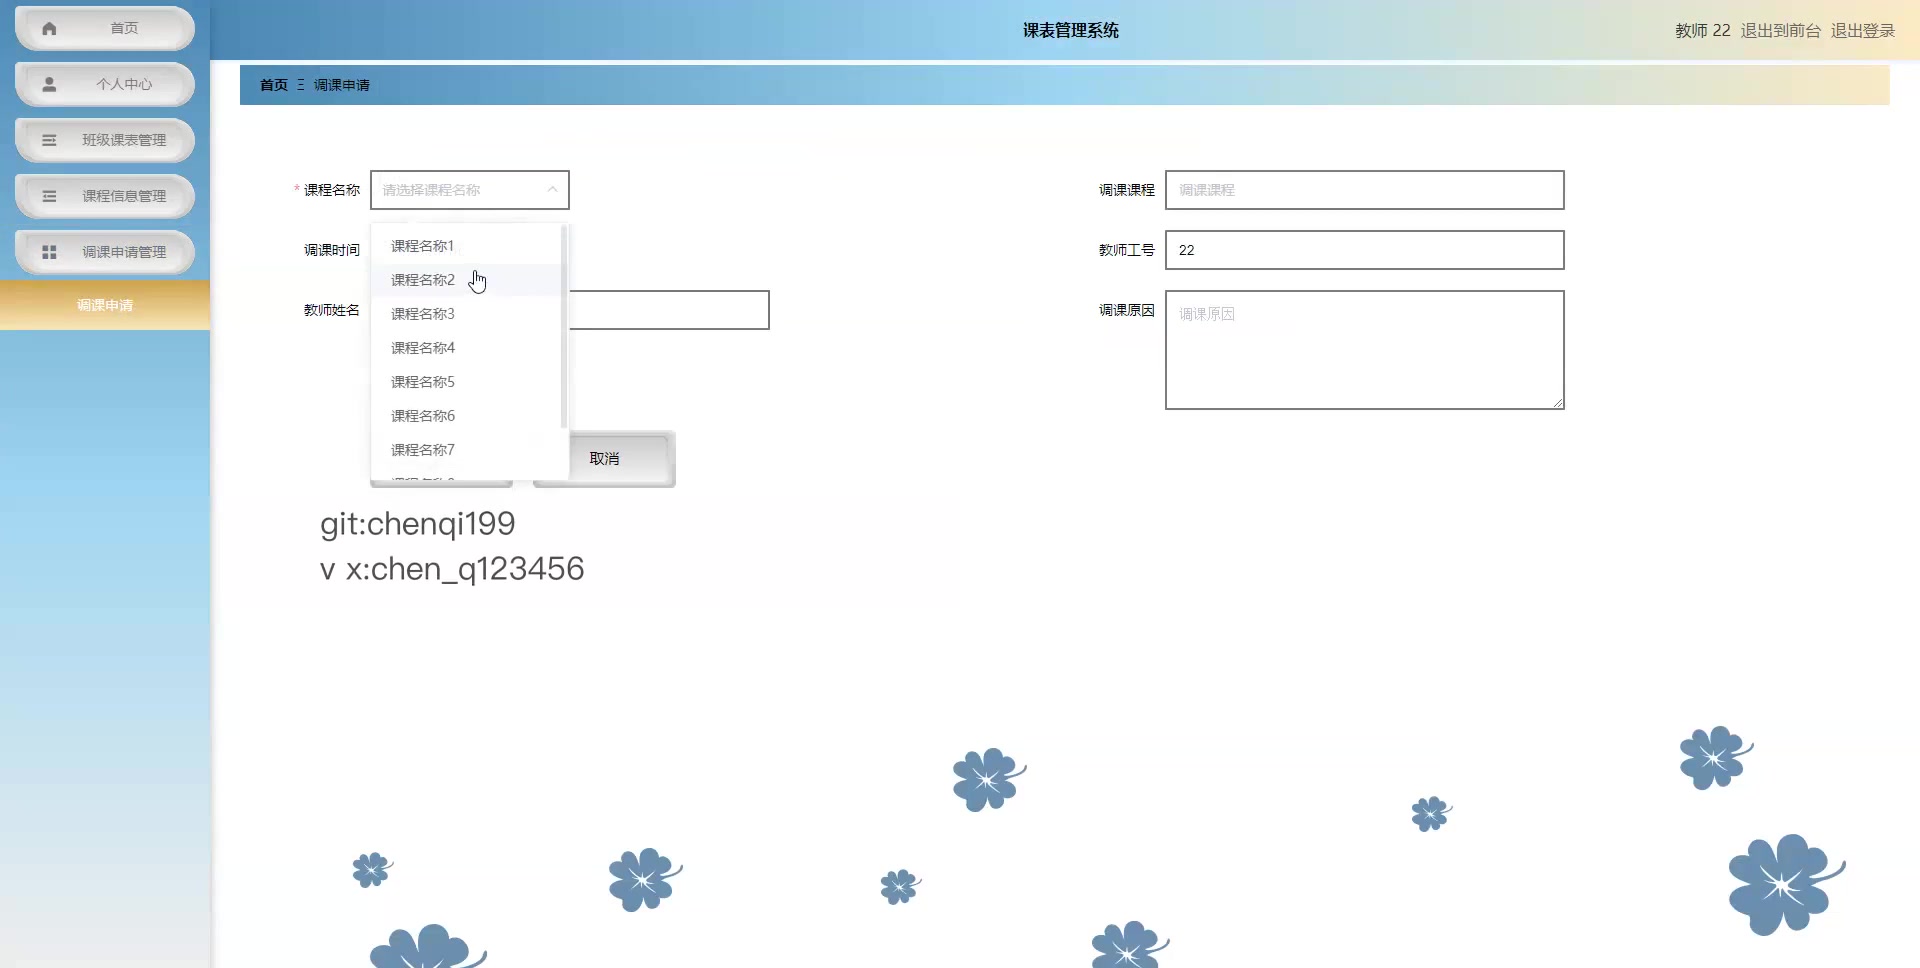 首页
个人中心
班级课表管理
课程信息管理
调课申请管理
调课申请
课表管理系统
教师 22 退出到前台 退出登录
首页 Ξ 调课申请
* 课程名称 请选择课程名称
调课课程 调课课程
调课时间
教师工号 22
教师姓名
调课原因 调课原因
课程名称1
课程名称2
课程名称3
课程名称4
课程名称5
课程名称6
课程名称7
取消
git:chenqi199
v x:chen_q123456